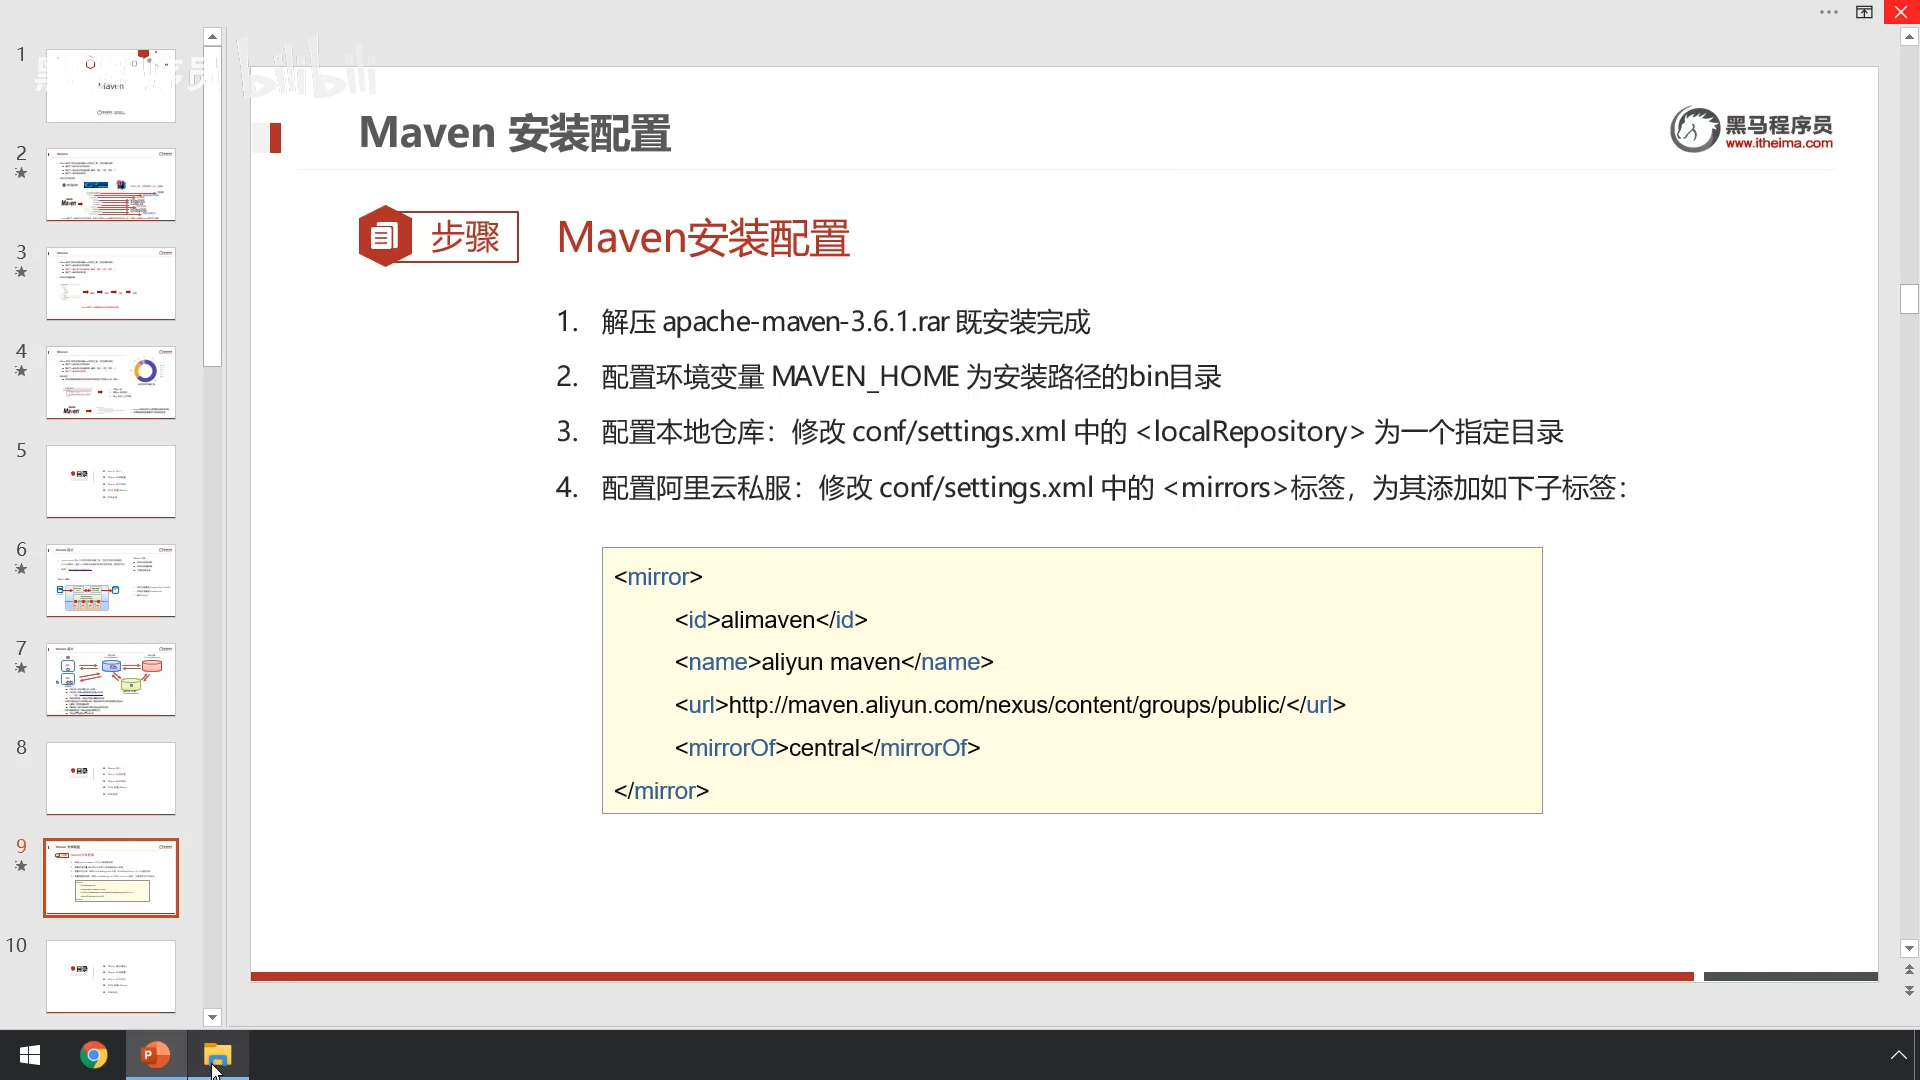 1
Maven
2
3
4
5
6
7
8
9
10
bilibili
Maven 安装配置
黑马程序员
www.itheima.com
步骤
Maven安装配置
1. 解压 apache-maven-3.6.1.rar 既安装完成
2. 配置环境变量 MAVEN_HOME 为安装路径的bin目录
3. 配置本地仓库：修改 conf/settings.xml 中的 <localRepository> 为一个指定目录
4. 配置阿里云私服：修改 conf/settings.xml 中的 <mirrors>标签，为其添加如下子标签：
<mirror>
<id>alimaven</id>
<name>aliyun maven</name>
<url>http://maven.aliyun.com/nexus/content/groups/public/</url>
<mirrorOf>central</mirrorOf>
</mirror>